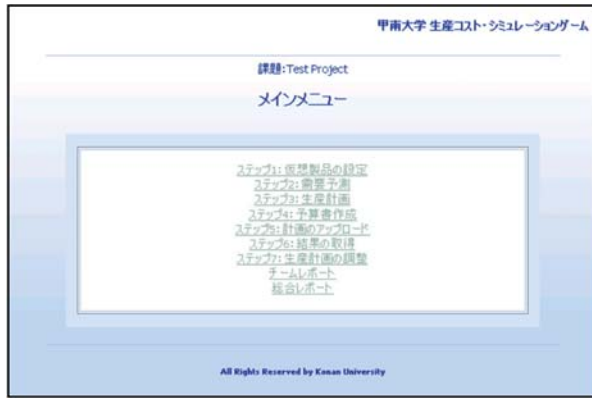 甲南大学 生産コスト・シミュレーションゲーム
課題:Test Project
メインメニュー
ステップ1: 仮想製品の設定
ステップ2: 需要予測
ステップ3: 生産計画
ステップ4: 予算書作成
ステップ5: 計画のアップロード
ステップ6: 結果の取得
ステップ7: 生産計画の調整
チームレポート
総合レポート
All Rights Reserved by Konan University